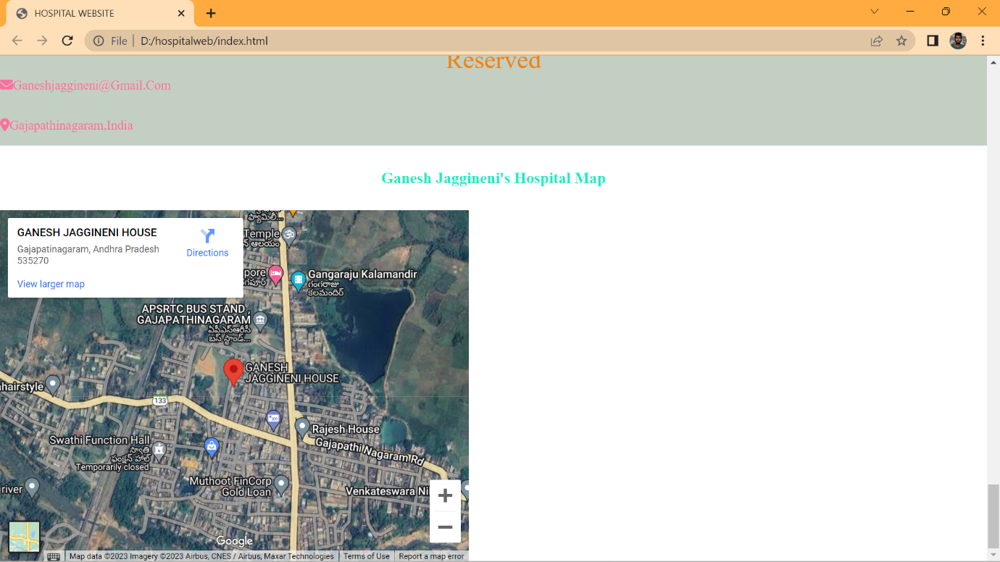 HOSPITAL WEBSITE
File | D:/hospitalweb/index.html
Reserved
Ganeshjaggineni@Gmail.Com
Gajapathinagaram,India
Ganesh Jaggineni's Hospital Map
GANESH JAGGINENI HOUSE
Gajapatinagaram, Andhra Pradesh
535270
Directions
View larger map
ఫ్యామిలీ...
Temple
న్ ఆలయం
pore
గపూర్
Gangaraju Kalamandir
గంగరాజు
కలమందిర్
APSRTC BUS STAND ,
GAJAPATHINAGARAM
ఏపీఎస్ఆర్టీసీ
బస్ స్టాండ్...
GANESH
JAGGINENI HOUSE
hairstyle
133
Rajesh House
Gajapathi Nagaram Rd
Swathi Function Hall
స్వాతి
ఫంక్షన్ హాల్
Temporarily closed
Muthoot FinCorp
Gold Loan
river
Venkateswara Ni
Google
Map data ©2023 Imagery ©2023 Airbus, CNES / Airbus, Maxar Technologies
Terms of Use
Report a map error